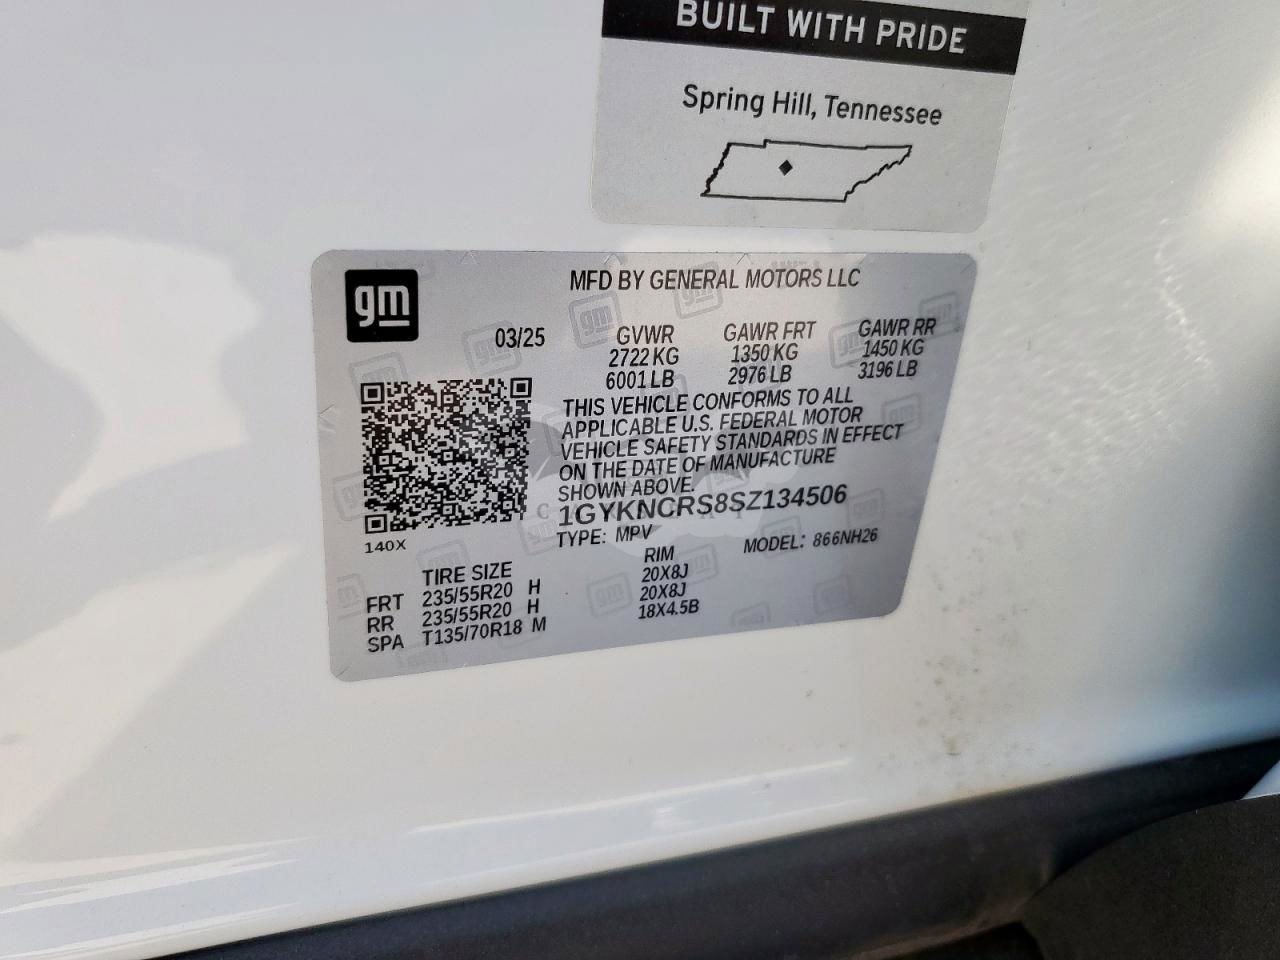 BUILT WITH PRIDE
Spring Hill, Tennessee
gm
MFD BY GENERAL MOTORS LLC
03/25
GVWR GAWR FRT GAWR RR
2722 KG 1350 KG 1450 KG
6001 LB 2976 LB 3196 LB
THIS VEHICLE CONFORMS TO ALL
APPLICABLE U.S. FEDERAL MOTOR
VEHICLE SAFETY STANDARDS IN EFFECT
ON THE DATE OF MANUFACTURE
SHOWN ABOVE.
1GYKNCRS8SZ134506
TYPE: MPV MODEL: 866NH26
140X
TIRE SIZE RIM
FRT 235/55R20 H 20X8J
RR 235/55R20 H 20X8J
SPA T135/70R18 M 18X4.5B